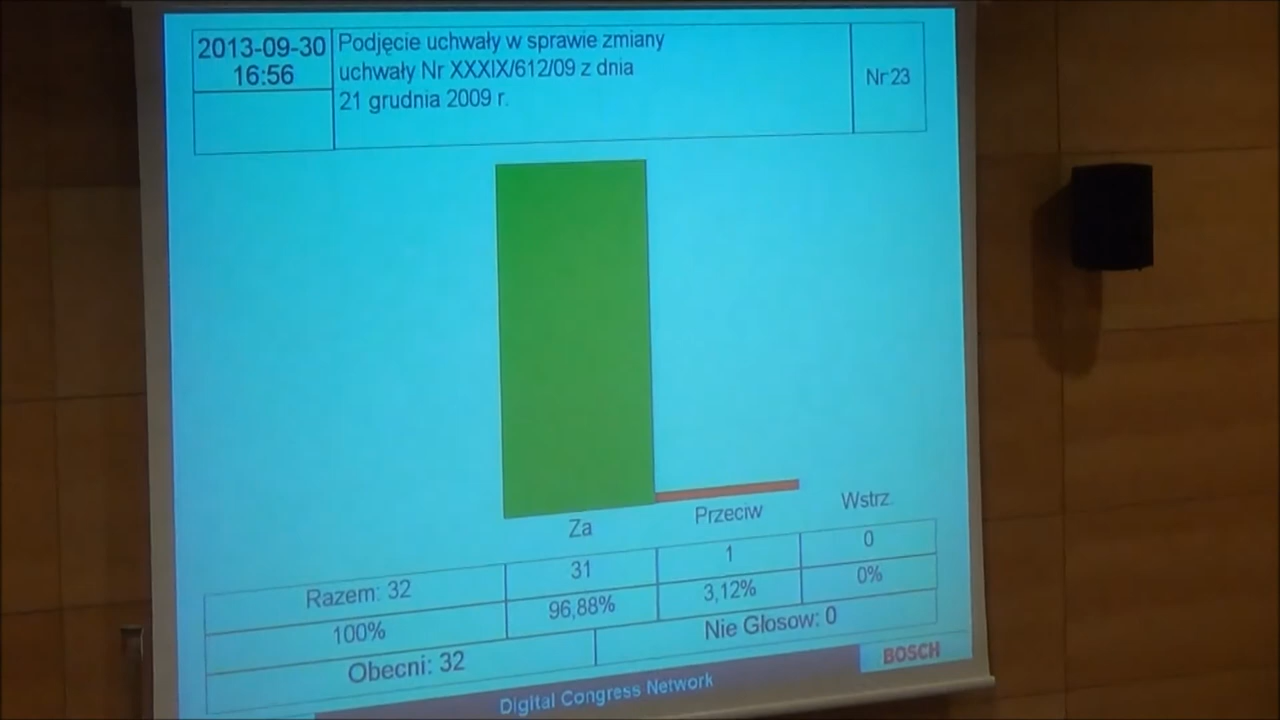 2013-09-30
16:56
Podjęcie uchwały w sprawie zmiany
uchwały Nr XXXIX/612/09 z dnia
21 grudnia 2009 r.
Nr 23
Za
Przeciw
Wstrz.
Razem: 32
31
1
0
100%
96,88%
3,12%
0%
Obecni: 32
Nie Glosow: 0
Digital Congress Network
BOSCH